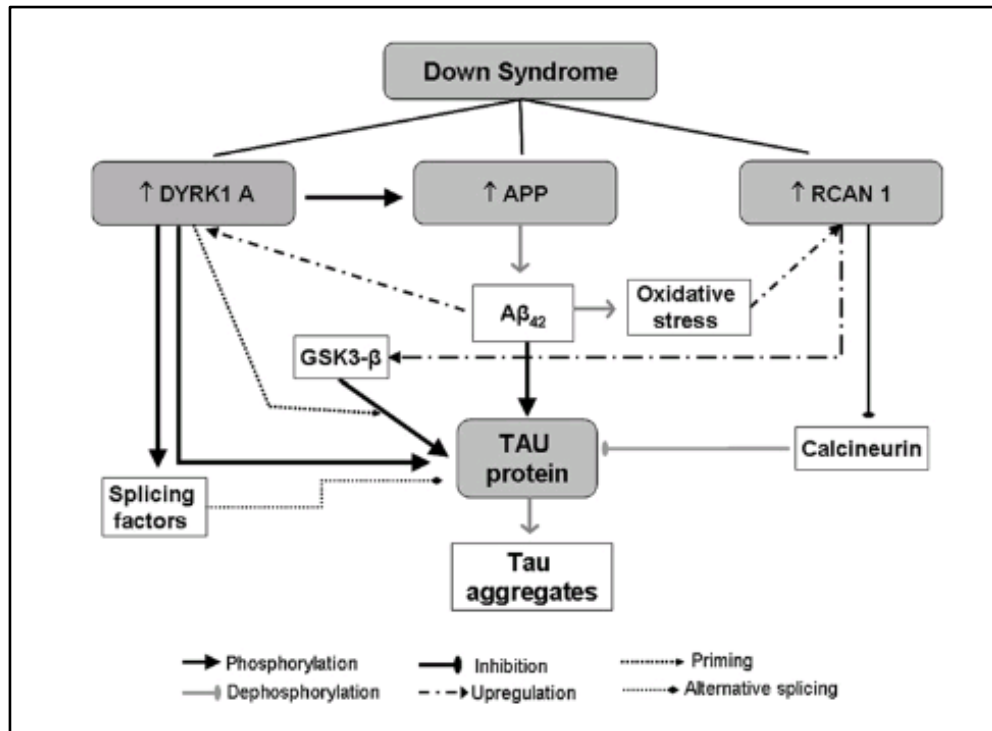 Down Syndrome
↑ DYRK1 A
↑ APP
↑ RCAN 1
Aβ42
Oxidative
stress
GSK3-β
TAU
protein
Calcineurin
Splicing
factors
Tau
aggregates
Phosphorylation
Inhibition
Priming
Dephosphorylation
Upregulation
Alternative splicing